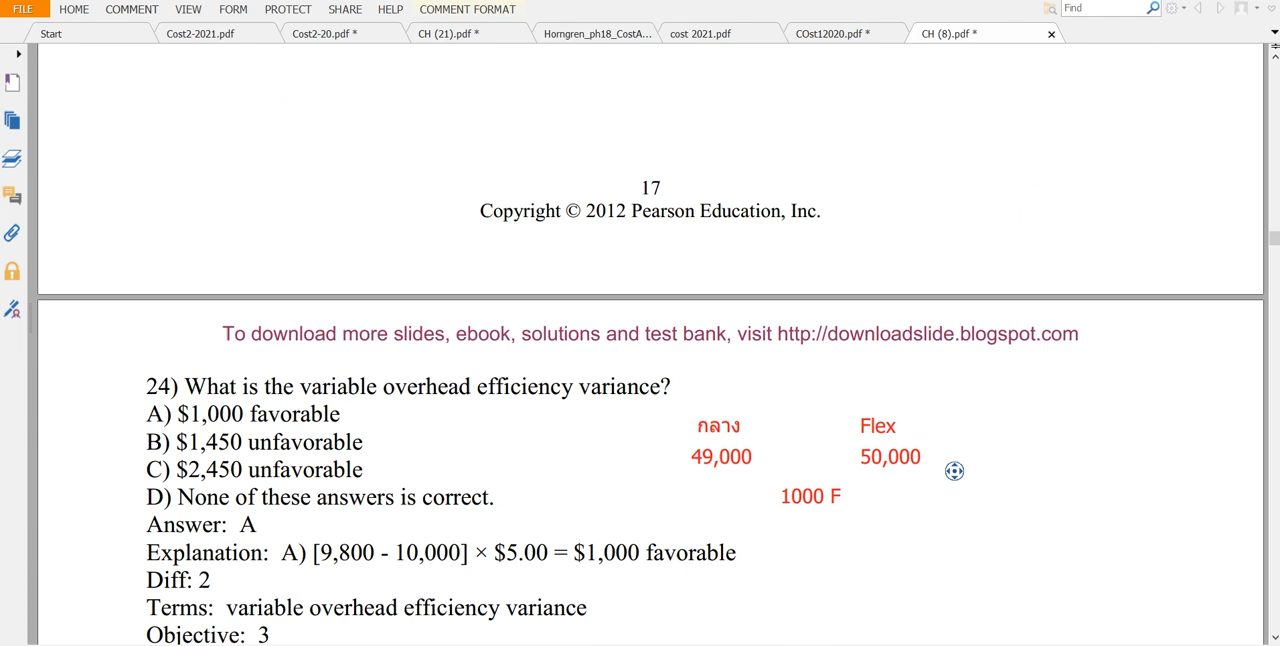 FILE HOME COMMENT VIEW FORM PROTECT SHARE HELP COMMENT FORMAT Find
Start Cost2-2021.pdf Cost2-20.pdf * CH (21).pdf * Horngren_ph18_CostA... cost 2021.pdf COst12020.pdf * CH (8).pdf *
17
Copyright © 2012 Pearson Education, Inc.
To download more slides, ebook, solutions and test bank, visit http://downloadslide.blogspot.com
24) What is the variable overhead efficiency variance?
A) $1,000 favorable
กลาง Flex
B) $1,450 unfavorable
49,000 50,000
C) $2,450 unfavorable
D) None of these answers is correct.
1000 F
Answer: A
Explanation: A) [9,800 - 10,000] × $5.00 = $1,000 favorable
Diff: 2
Terms: variable overhead efficiency variance
Objective: 3